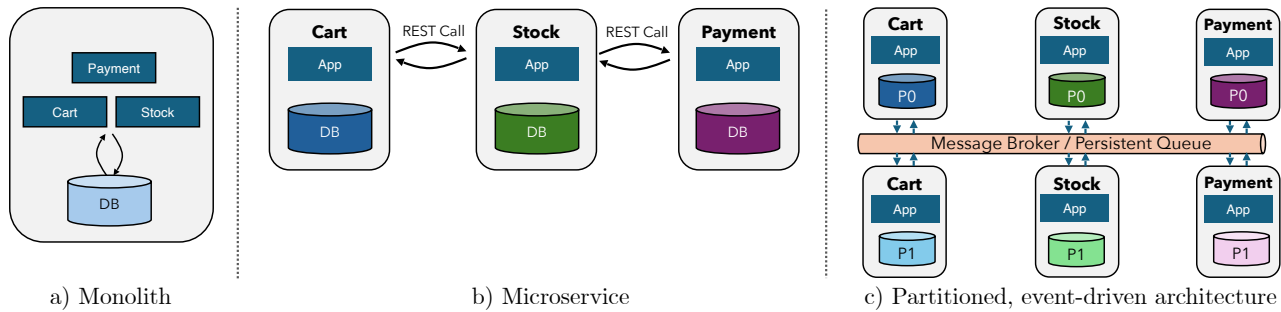 Payment
Cart
Stock
DB
a) Monolith
Cart
App
DB
REST Call
Stock
App
DB
REST Call
Payment
App
DB
b) Microservice
Cart
App
P0
Stock
App
P0
Payment
App
P0
Message Broker / Persistent Queue
Cart
App
P1
Stock
App
P1
Payment
App
P1
c) Partitioned, event-driven architecture